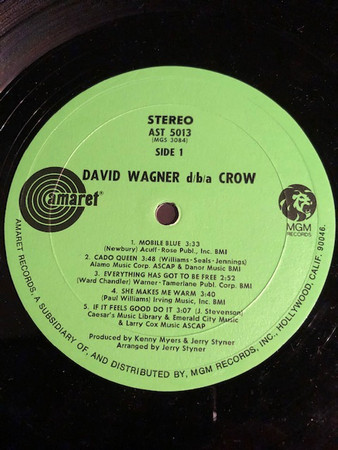 STEREO
AST 5013
(MGS 3084)
SIDE 1
DAVID WAGNER d/b/a CROW
amaret®
MGM
RECORDS
1. MOBILE BLUE 3:33
(Newbury) Acuff-Rose Publ., Inc. BMI
2. CADO QUEEN 3:48 (Williams-Seals-Jennings)
Alamo Music Corp. ASCAP & Danor Music BMI
3. EVERYTHING HAS GOT TO BE FREE 2:52
(Ward Chandler) Warner-Tamerlane Publ. Corp. BMI
4. SHE MAKES ME WARM 3:40
(Paul Williams) Irving Music, Inc. BMI
5. IF IT FEELS GOOD DO IT 3:07 (J. Stevenson)
Caesar's Music Library & Emerald City Music
& Larry Cox Music ASCAP
Produced by Kenny Myers & Jerry Styner
Arranged by Jerry Styner
AMARET RECORDS, A SUBSIDIARY OF, AND DISTRIBUTED BY, MGM RECORDS, INC., HOLLYWOOD, CALIF. 90046.